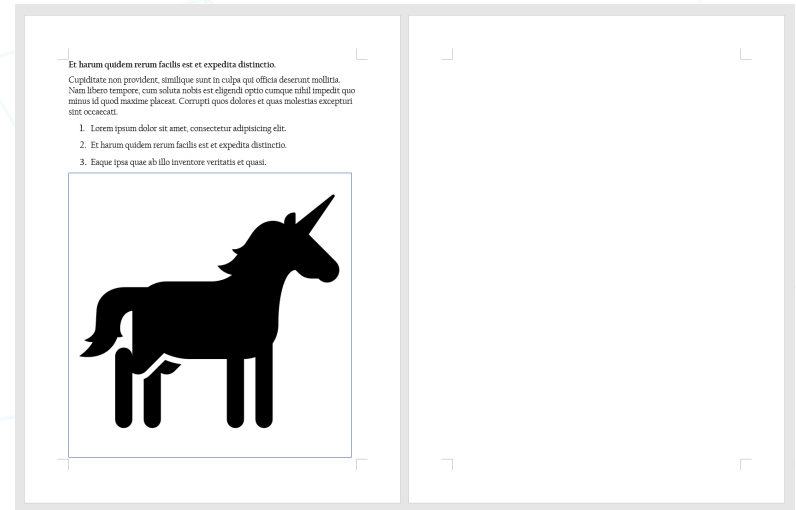 Et harum quidem rerum facilis est et expedita distinctio.
Cupiditate non provident, similique sunt in culpa qui officia deserunt mollitia.
Nam libero tempore, cum soluta nobis est eligendi optio cumque nihil impedit quo
minus id quod maxime placeat. Corrupti quos dolores et quas molestias excepturi
sint occaecati.
1. Lorem ipsum dolor sit amet, consectetur adipisicing elit.
2. Et harum quidem rerum facilis est et expedita distinctio.
3. Eaque ipsa quae ab illo inventore veritatis et quasi.